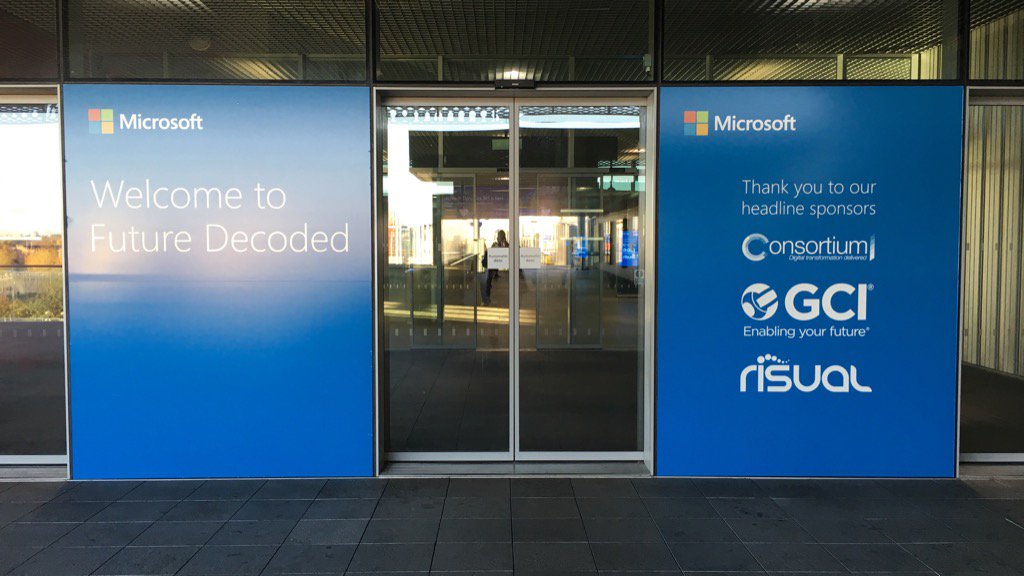 Microsoft
Welcome to
Future Decoded
Microsoft
Thank you to our
headline sponsors
Consortium
Digital transformation delivered
GCI®
Enabling your future®
risual